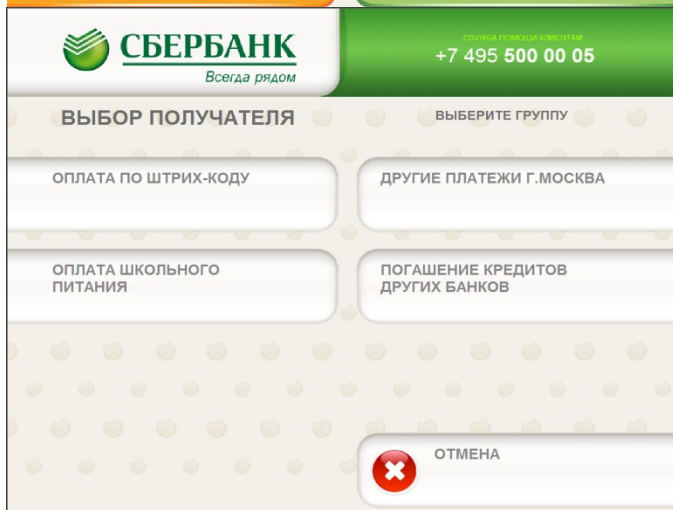 СБЕРБАНК
Всегда рядом
СЛУЖБА ПОМОЩИ КЛИЕНТАМ
+7 495 500 00 05
ВЫБОР ПОЛУЧАТЕЛЯ
ВЫБЕРИТЕ ГРУППУ
ОПЛАТА ПО ШТРИХ-КОДУ
ДРУГИЕ ПЛАТЕЖИ Г.МОСКВА
ОПЛАТА ШКОЛЬНОГО
ПИТАНИЯ
ПОГАШЕНИЕ КРЕДИТОВ
ДРУГИХ БАНКОВ
ОТМЕНА